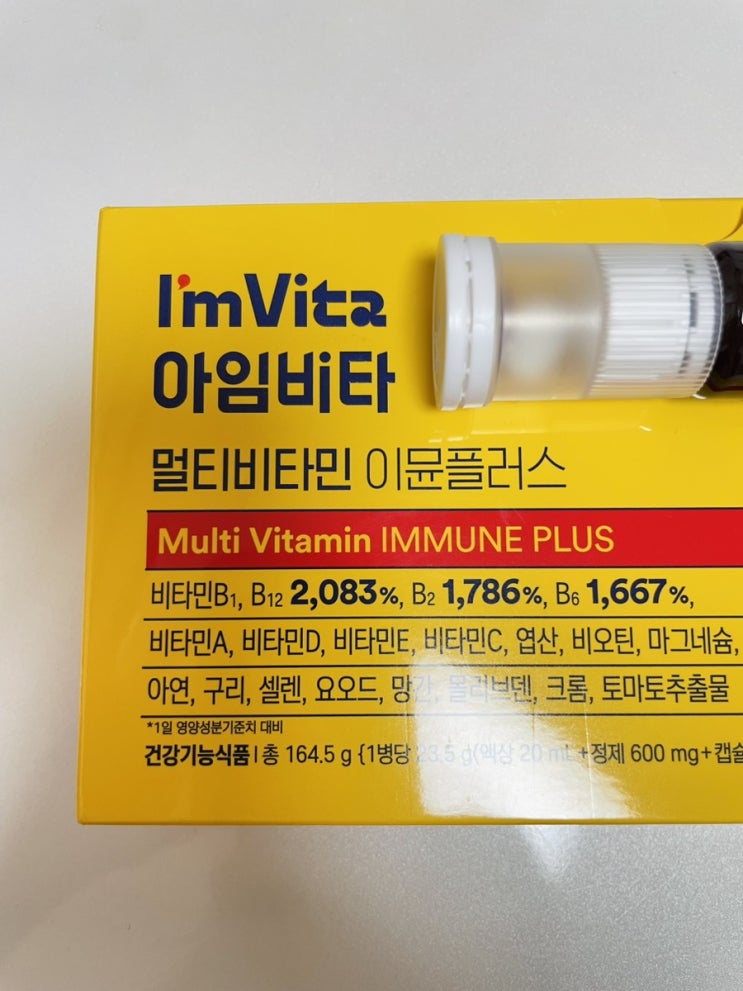 I'm Vita
아임비타
멀티비타민 이뮨플러스
Multi Vitamin IMMUNE PLUS
비타민B1, B12 2,083%, B2 1,786%, B6 1,667%,
비타민A, 비타민D, 비타민E, 비타민C, 엽산, 비오틴, 마그네슘,
아연, 구리, 셀렌, 요오드, 망간, 몰리브덴, 크롬, 토마토추출물
*1일 영양성분기준치 대비
건강기능식품 | 총 164.5 g {1병당 23.5 g(액상 20 mL+정제 600 mg+캡슐